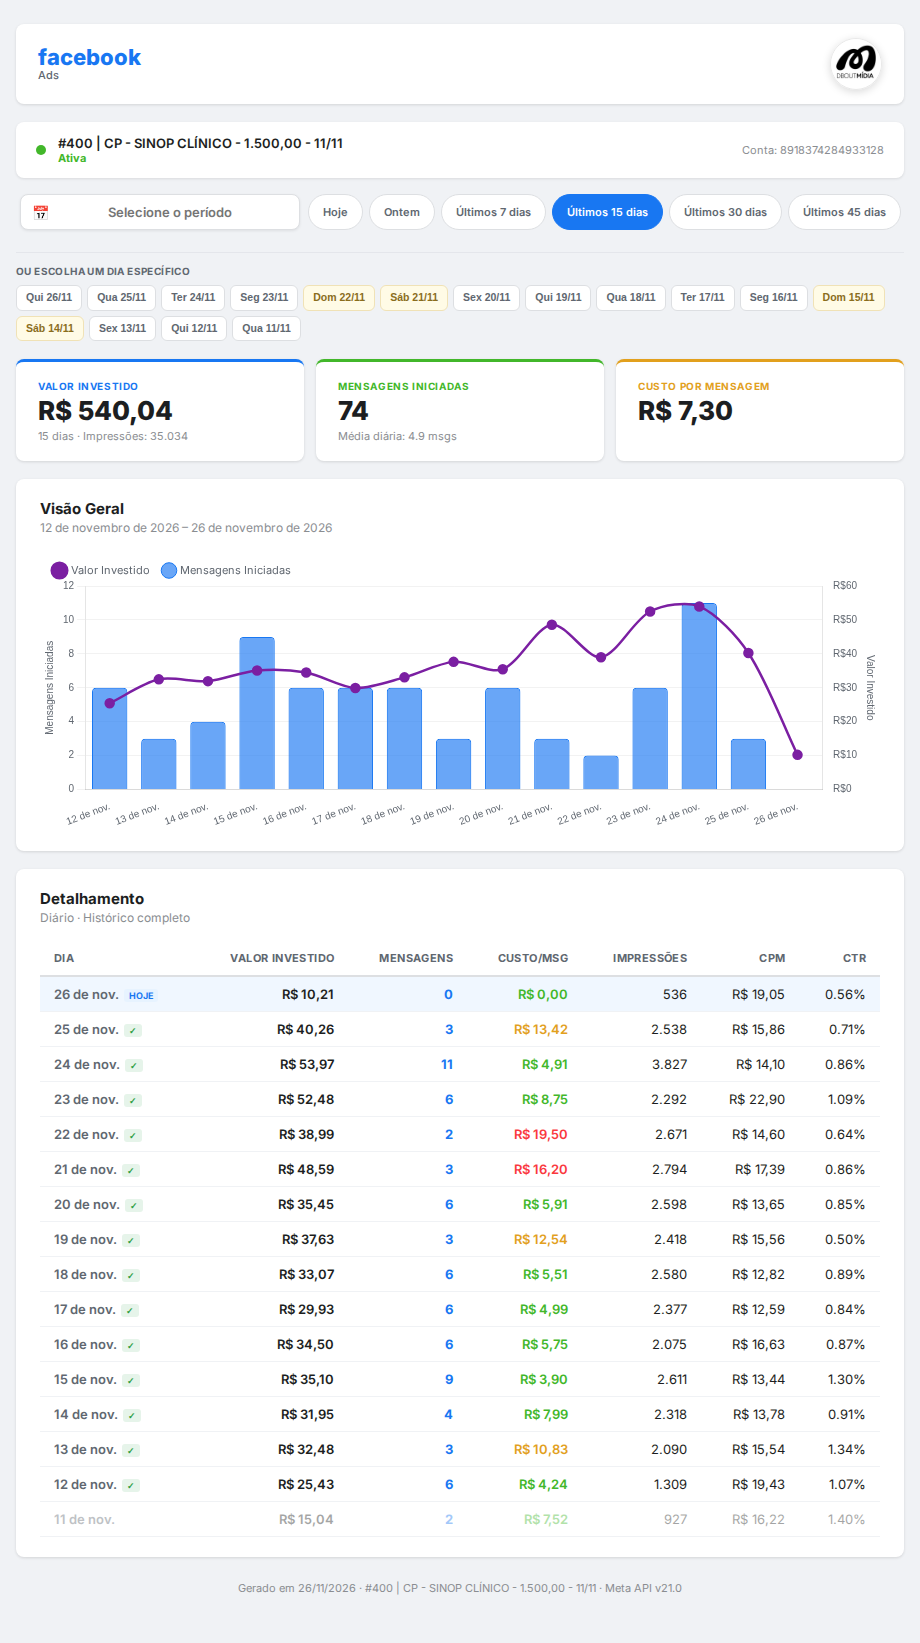 facebook
Ads
DBOUTMÍDIA
#400 | CP - SINOP CLÍNICO - 1.500,00 - 11/11
Ativa
Conta: 8918374284933128
Selecione o período
Hoje
Ontem
Últimos 7 dias
Últimos 15 dias
Últimos 30 dias
Últimos 45 dias
OU ESCOLHA UM DIA ESPECÍFICO
Qui 26/11 Qua 25/11 Ter 24/11 Seg 23/11 Dom 22/11 Sáb 21/11 Sex 20/11 Qui 19/11 Qua 18/11 Ter 17/11 Seg 16/11 Dom 15/11
Sáb 14/11 Sex 13/11 Qui 12/11 Qua 11/11
VALOR INVESTIDO
R$ 540,04
15 dias · Impressões: 35.034
MENSAGENS INICIADAS
74
Média diária: 4.9 msgs
CUSTO POR MENSAGEM
R$ 7,30
Visão Geral
12 de novembro de 2026 – 26 de novembro de 2026
Valor Investido Mensagens Iniciadas
12 R$60
10 R$50
8 R$40
6 R$30
4 R$20
2 R$10
0 R$0
Mensagens Iniciadas
Valor Investido
12 de nov. 13 de nov. 14 de nov. 15 de nov. 16 de nov. 17 de nov. 18 de nov. 19 de nov. 20 de nov. 21 de nov. 22 de nov. 23 de nov. 24 de nov. 25 de nov. 26 de nov.
Detalhamento
Diário · Histórico completo
DIA VALOR INVESTIDO MENSAGENS CUSTO/MSG IMPRESSÕES CPM CTR
26 de nov. HOJE R$ 10,21 0 R$ 0,00 536 R$ 19,05 0.56%
25 de nov. ✓ R$ 40,26 3 R$ 13,42 2.538 R$ 15,86 0.71%
24 de nov. ✓ R$ 53,97 11 R$ 4,91 3.827 R$ 14,10 0.86%
23 de nov. ✓ R$ 52,48 6 R$ 8,75 2.292 R$ 22,90 1.09%
22 de nov. ✓ R$ 38,99 2 R$ 19,50 2.671 R$ 14,60 0.64%
21 de nov. ✓ R$ 48,59 3 R$ 16,20 2.794 R$ 17,39 0.86%
20 de nov. ✓ R$ 35,45 6 R$ 5,91 2.598 R$ 13,65 0.85%
19 de nov. ✓ R$ 37,63 3 R$ 12,54 2.418 R$ 15,56 0.50%
18 de nov. ✓ R$ 33,07 6 R$ 5,51 2.580 R$ 12,82 0.89%
17 de nov. ✓ R$ 29,93 6 R$ 4,99 2.377 R$ 12,59 0.84%
16 de nov. ✓ R$ 34,50 6 R$ 5,75 2.075 R$ 16,63 0.87%
15 de nov. ✓ R$ 35,10 9 R$ 3,90 2.611 R$ 13,44 1.30%
14 de nov. ✓ R$ 31,95 4 R$ 7,99 2.318 R$ 13,78 0.91%
13 de nov. ✓ R$ 32,48 3 R$ 10,83 2.090 R$ 15,54 1.34%
12 de nov. ✓ R$ 25,43 6 R$ 4,24 1.309 R$ 19,43 1.07%
11 de nov. R$ 15,04 2 R$ 7,52 927 R$ 16,22 1.40%
Gerado em 26/11/2026 · #400 | CP - SINOP CLÍNICO - 1.500,00 - 11/11 · Meta API v21.0